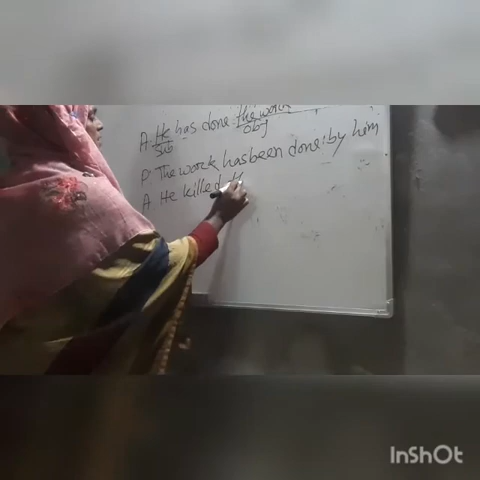 A. He has done the work
Sub obj
P. The work has been done by him
A He killed
InShOt